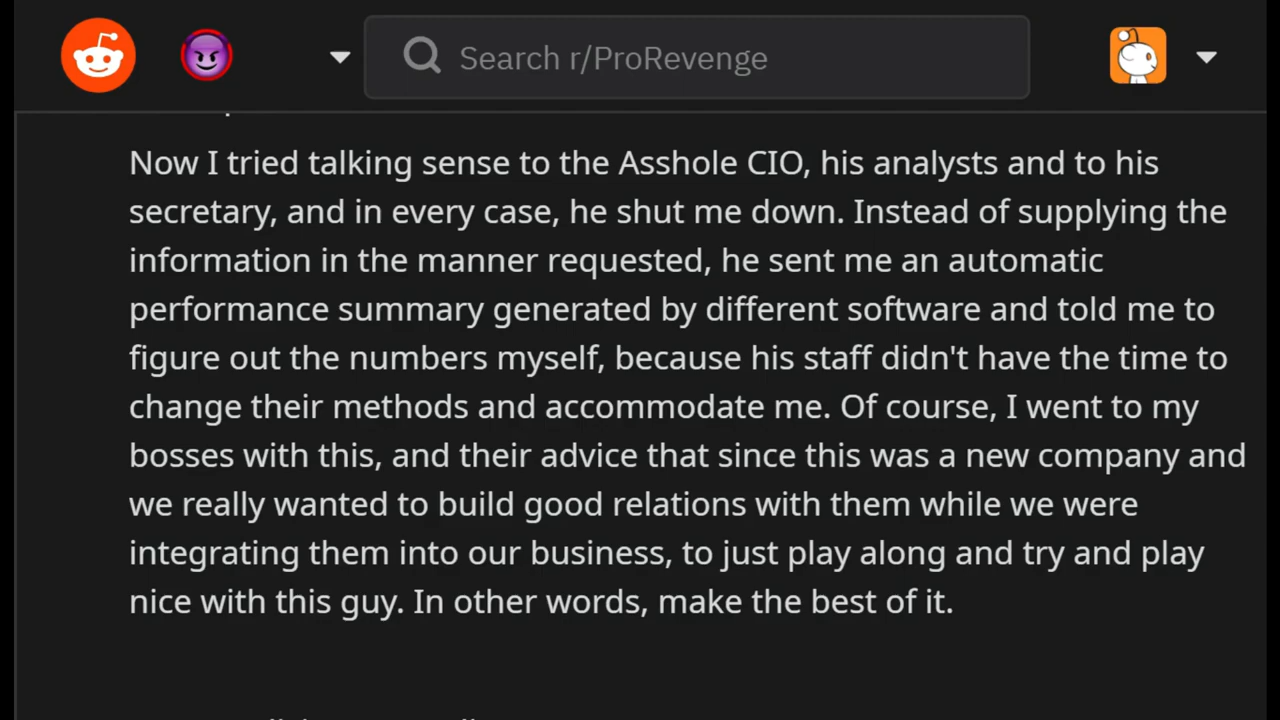 Search r/ProRevenge
Now I tried talking sense to the Asshole CIO, his analysts and to his
secretary, and in every case, he shut me down. Instead of supplying the
information in the manner requested, he sent me an automatic
performance summary generated by different software and told me to
figure out the numbers myself, because his staff didn't have the time to
change their methods and accommodate me. Of course, I went to my
bosses with this, and their advice that since this was a new company and
we really wanted to build good relations with them while we were
integrating them into our business, to just play along and try and play
nice with this guy. In other words, make the best of it.